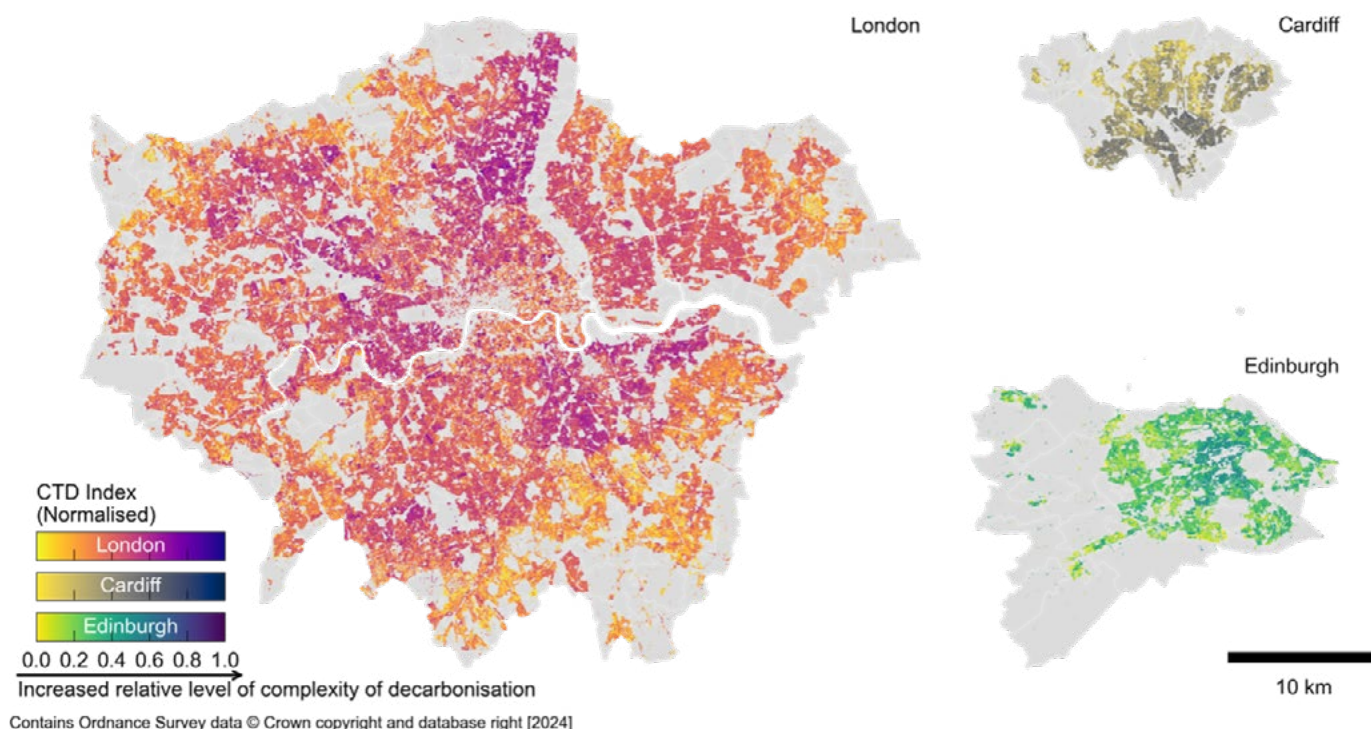 London
Cardiff
Edinburgh
CTD Index
(Normalised)
London
Cardiff
Edinburgh
0.0 0.2 0.4 0.6 0.8 1.0
Increased relative level of complexity of decarbonisation
10 km
Contains Ordnance Survey data © Crown copyright and database right [2024]